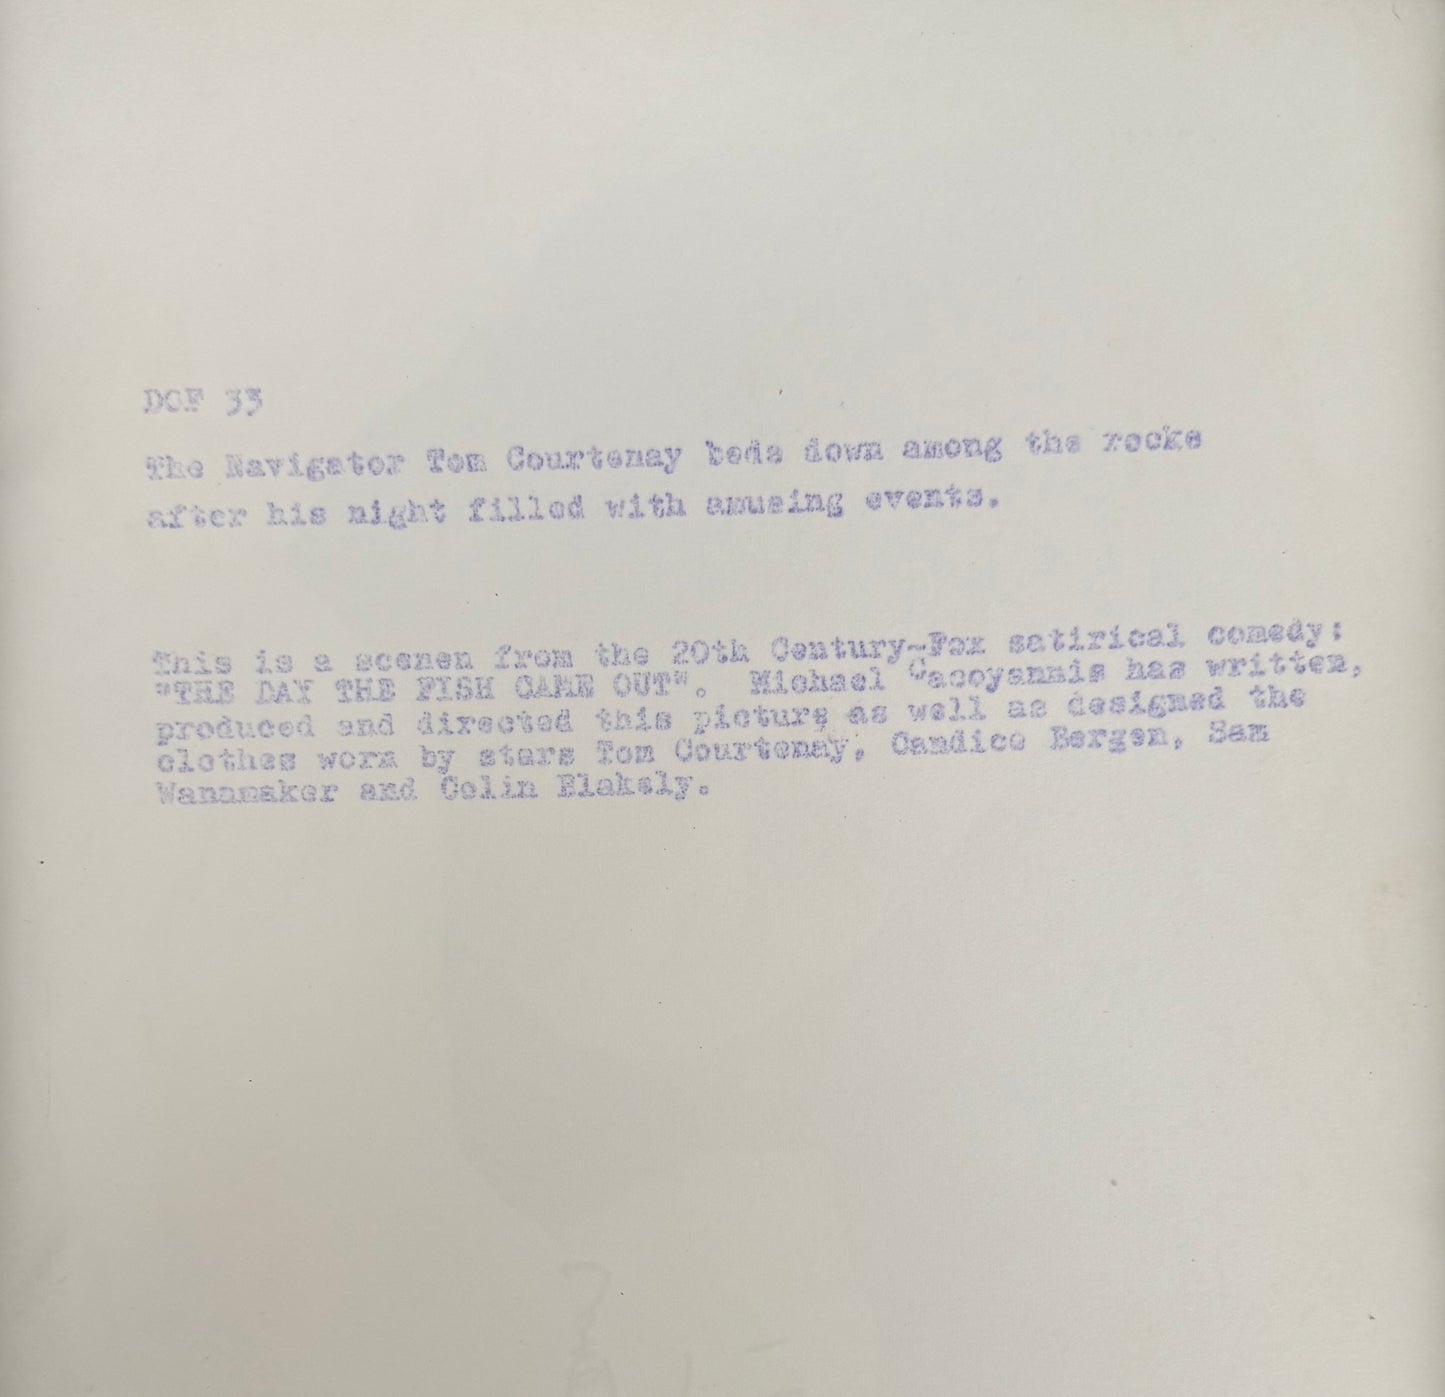 DOF 33
The Navigator Tom Courtenay beds down among the rocks
after his night filled with amusing events.
This is a scenen from the 20th Century-Fox satirical comedy:
"THE DAY THE FISH CAME OUT". Michael Cacoyannis has written,
produced and directed this picture as well as designed the
clothes worn by stars Tom Courtenay, Candice Bergen, Sam
Wanamaker and Colin Blakely.